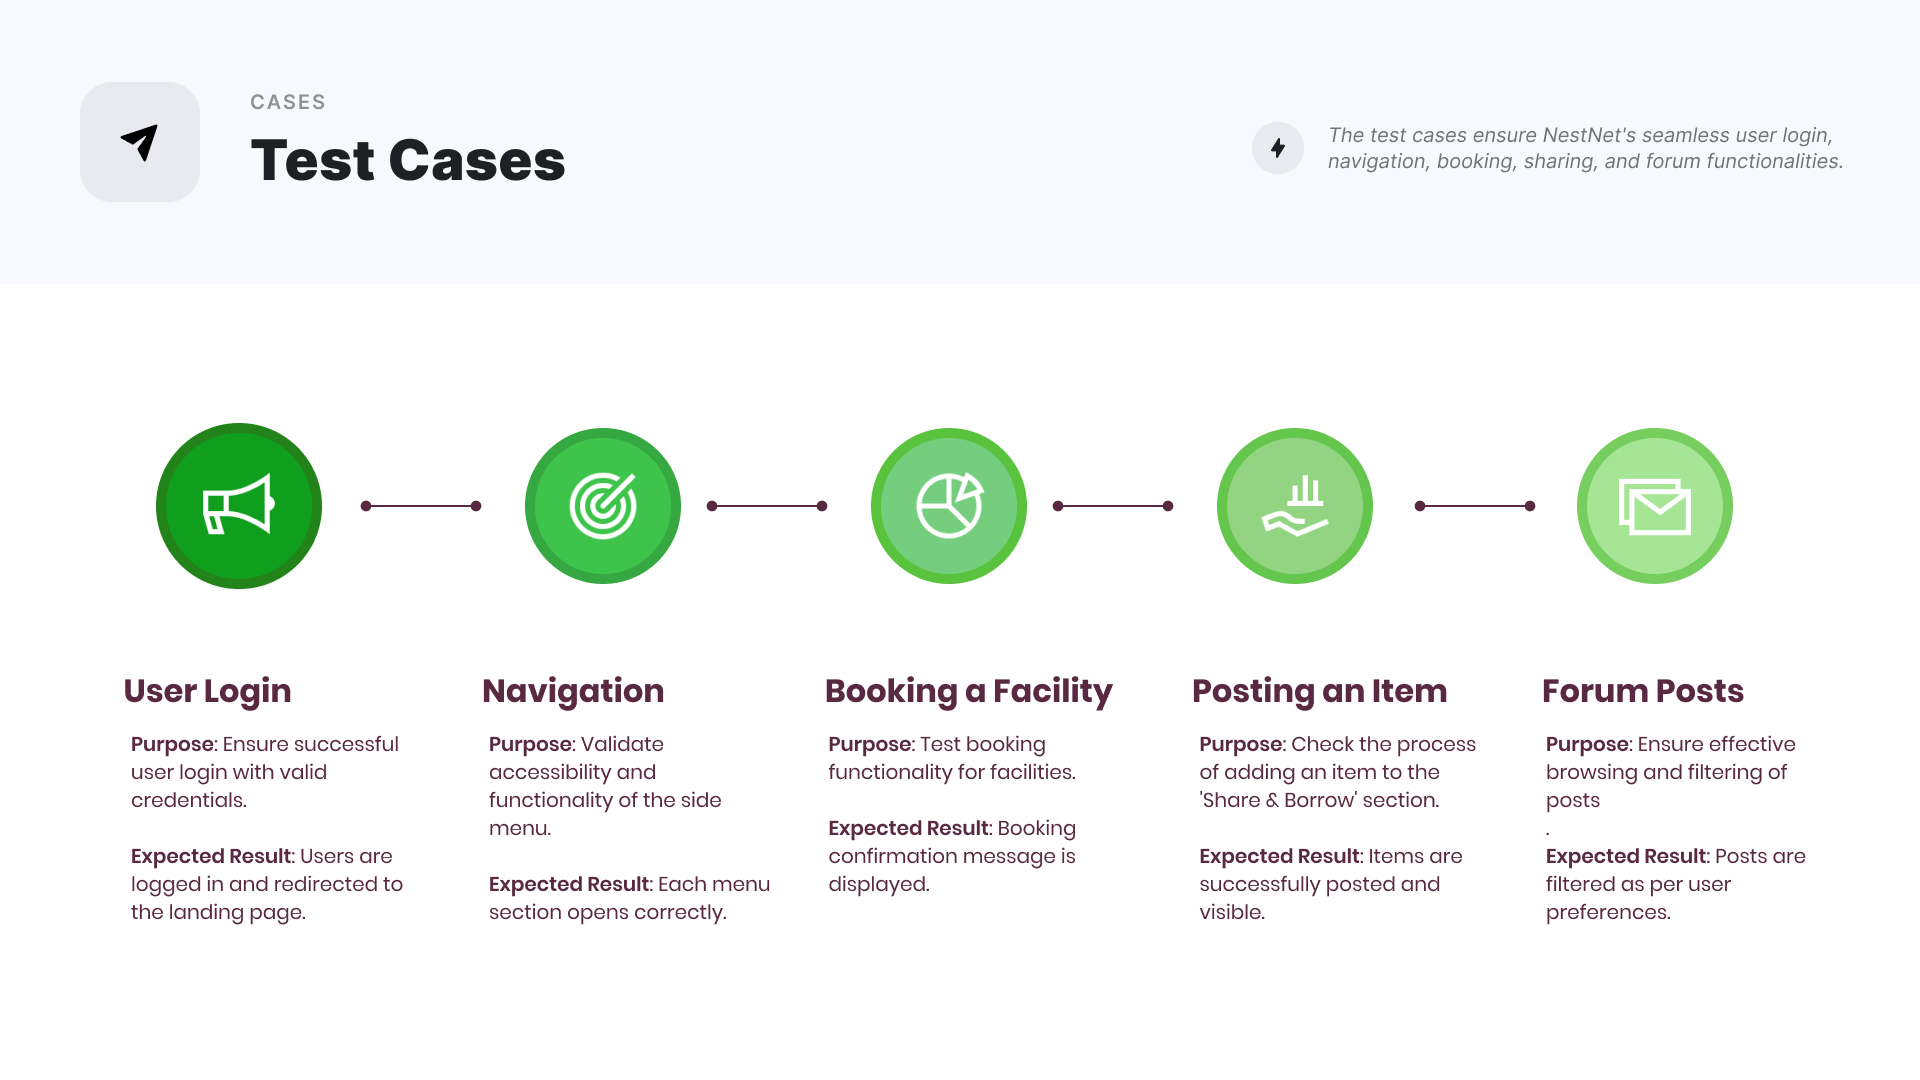 CASES
Test Cases
The test cases ensure NestNet's seamless user login,
navigation, booking, sharing, and forum functionalities.
User Login
Purpose: Ensure successful
user login with valid
credentials.
Expected Result: Users are
logged in and redirected to
the landing page.
Navigation
Purpose: Validate
accessibility and
functionality of the side
menu.
Expected Result: Each menu
section opens correctly.
Booking a Facility
Purpose: Test booking
functionality for facilities.
Expected Result: Booking
confirmation message is
displayed.
Posting an Item
Purpose: Check the process
of adding an item to the
'Share & Borrow' section.
Expected Result: Items are
successfully posted and
visible.
Forum Posts
Purpose: Ensure effective
browsing and filtering of
posts
.
Expected Result: Posts are
filtered as per user
preferences.